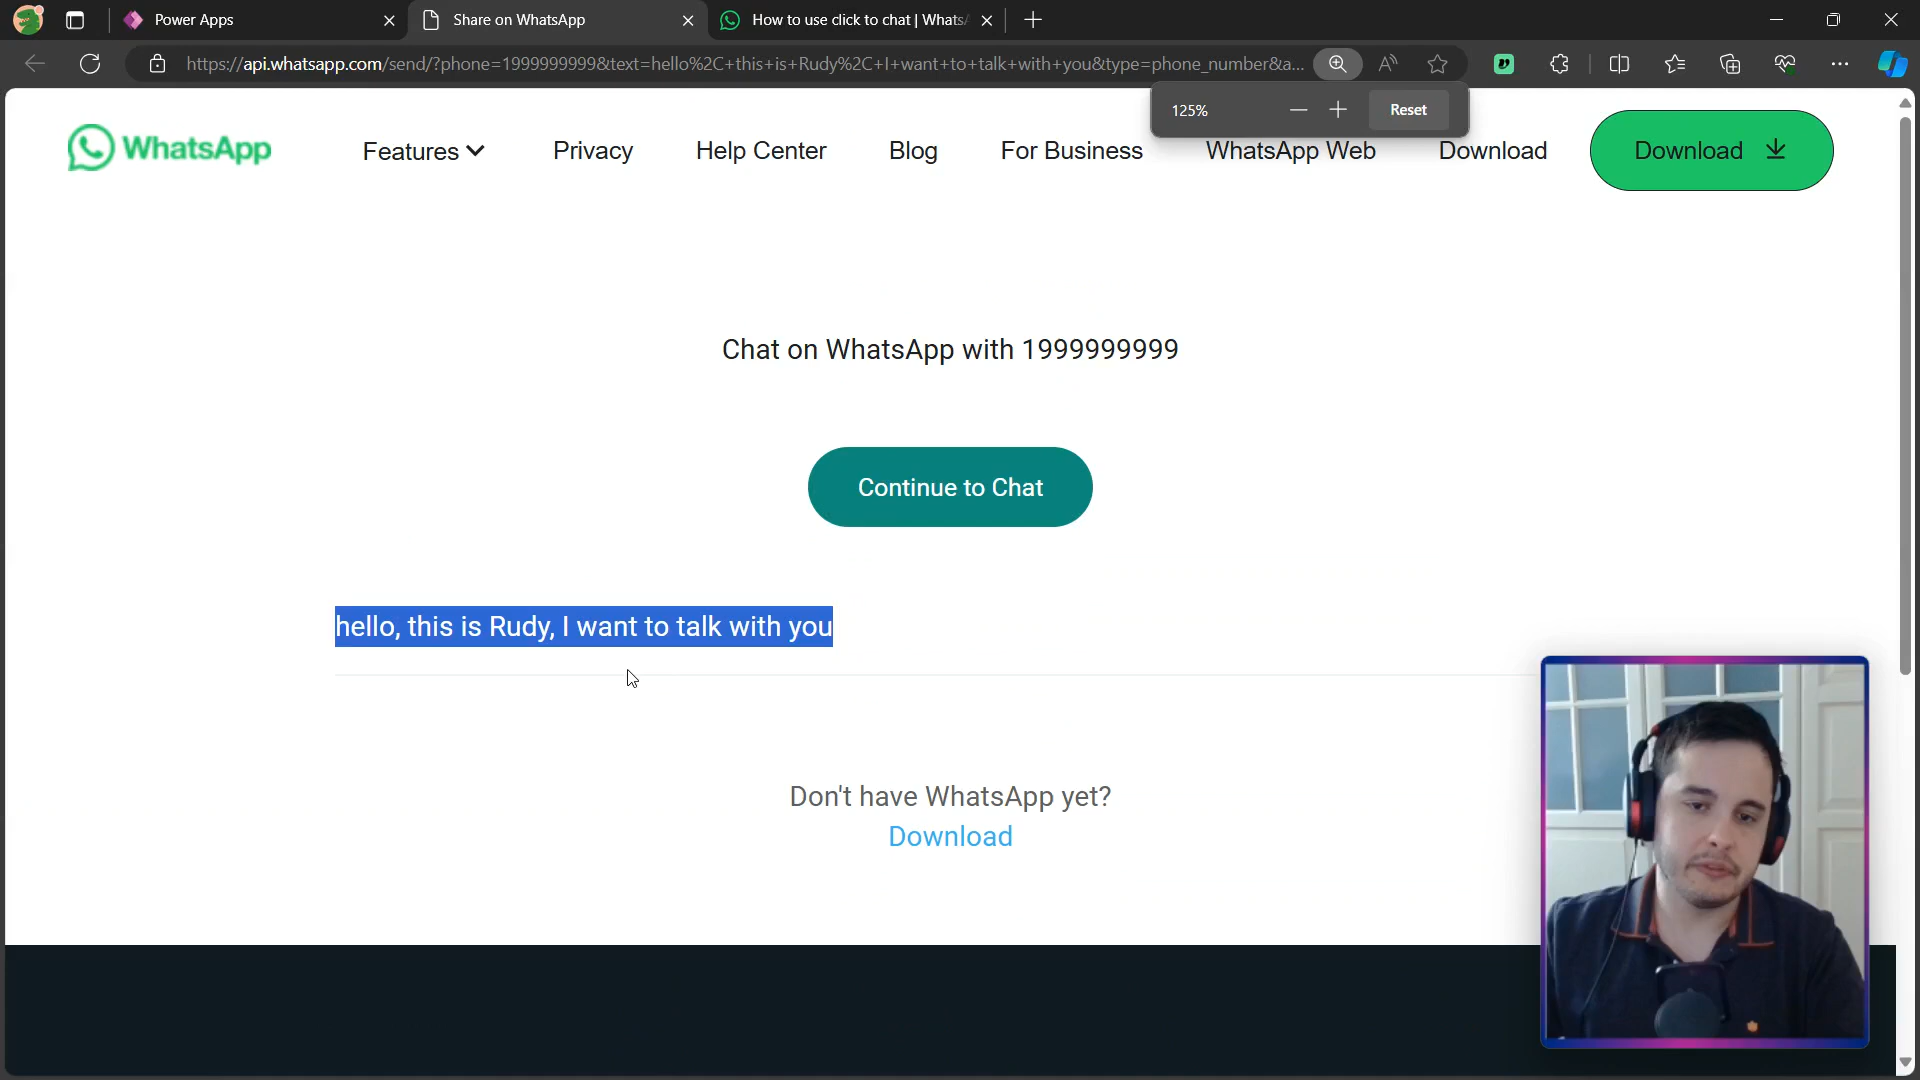 Power Apps
Share on WhatsApp
How to use click to chat | Whats
https://api.whatsapp.com/send/?phone=1999999999&text=hello%2C+this+is+Rudy%2C+I+want+to+talk+with+you&type=phone_number&a...
125%
Reset
WhatsApp
Features
Privacy
Help Center
Blog
For Business
WhatsApp Web
Download
Download
Chat on WhatsApp with 1999999999
Continue to Chat
hello, this is Rudy, I want to talk with you
Don't have WhatsApp yet?
Download